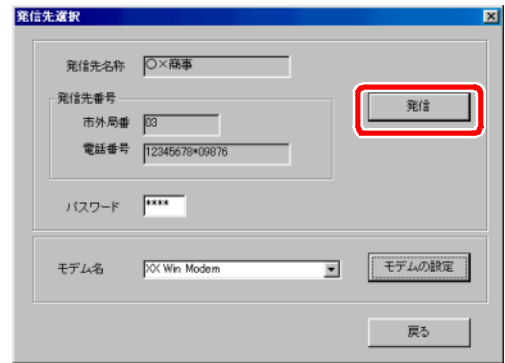 発信先選択
発信先名称 〇×商事
発信先番号
市外局番 03
電話番号 12345678*09876
発信
パスワード ****
モデム名 XX Win Modem
モデムの設定
戻る